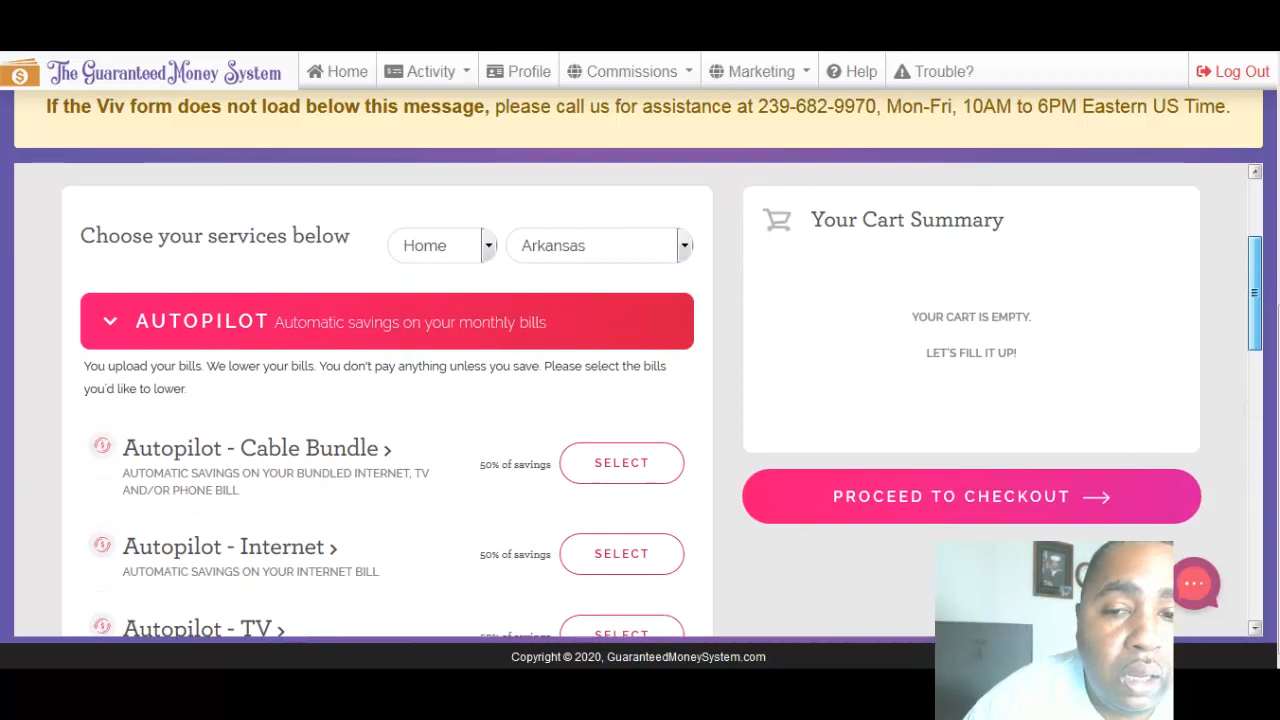 The Guaranteed Money System
Home
Activity
Profile
Commissions
Marketing
Help
Trouble?
Log Out
If the Viv form does not load below this message, please call us for assistance at 239-682-9970, Mon-Fri, 10AM to 6PM Eastern US Time.
Choose your services below
Home
Arkansas
AUTOPILOT Automatic savings on your monthly bills
You upload your bills. We lower your bills. You don't pay anything unless you save. Please select the bills
you'd like to lower.
Autopilot - Cable Bundle >
AUTOMATIC SAVINGS ON YOUR BUNDLED INTERNET, TV
AND/OR PHONE BILL
50% of savings
SELECT
Autopilot - Internet >
AUTOMATIC SAVINGS ON YOUR INTERNET BILL
50% of savings
SELECT
Autopilot - TV >
50% of savings
SELECT
Your Cart Summary
YOUR CART IS EMPTY.
LET'S FILL IT UP!
PROCEED TO CHECKOUT
Copyright © 2020, GuaranteedMoneySystem.com